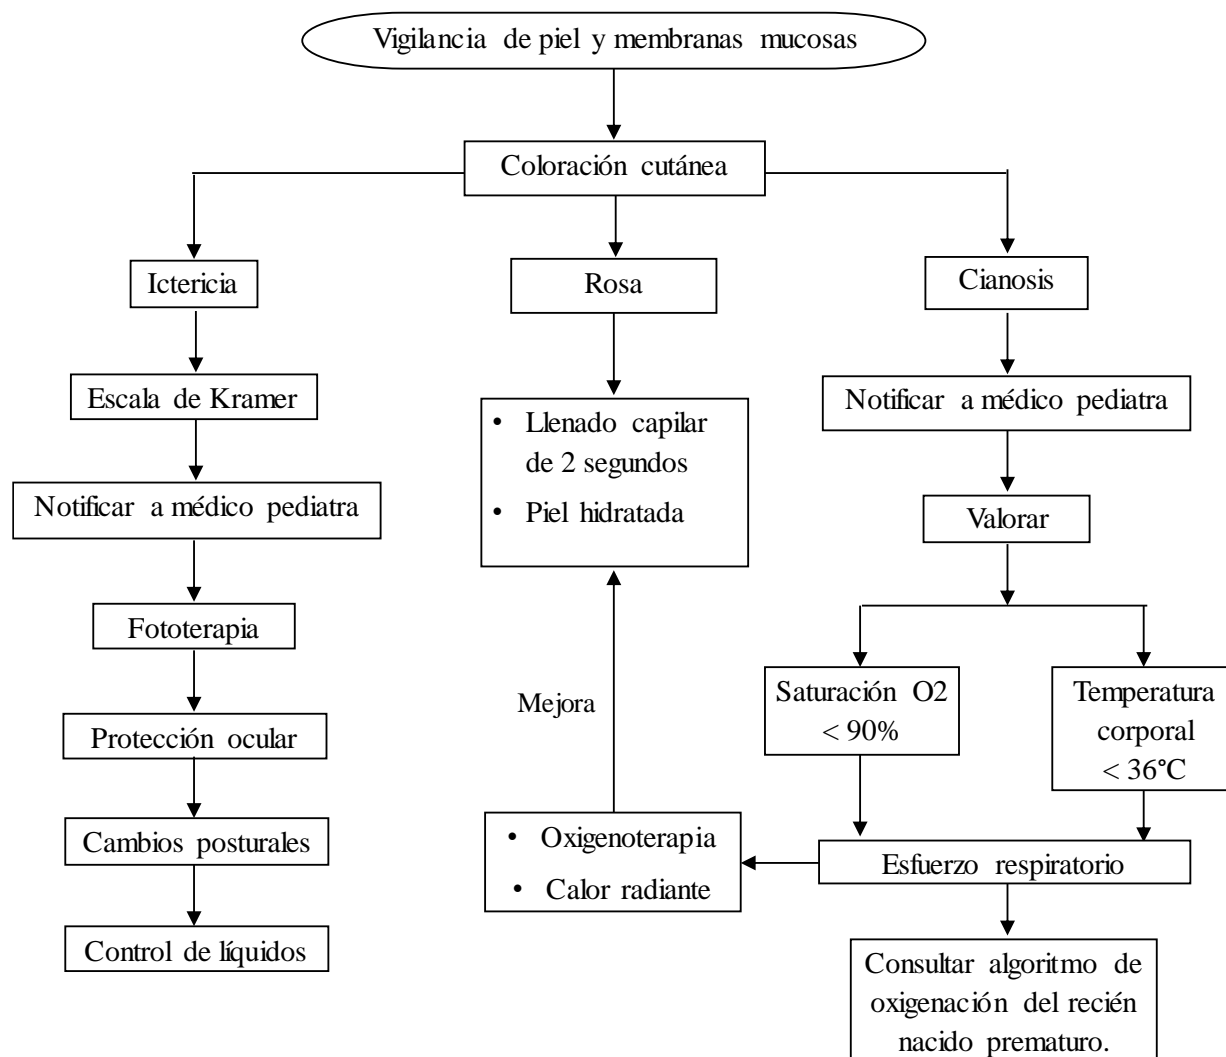 Vigilancia de piel y membranas mucosas
Coloración cutánea
Ictericia
Rosa
Cianosis
Escala de Kramer
Notificar a médico pediatra
Fototerapia
Protección ocular
Cambios posturales
Control de líquidos
• Llenado capilar
de 2 segundos
• Piel hidratada
Mejora
• Oxigenoterapia
• Calor radiante
Notificar a médico pediatra
Valorar
Saturación O2
< 90%
Temperatura
corporal
< 36°C
Esfuerzo respiratorio
Consultar algoritmo de
oxigenación del recién
nacido prematuro.